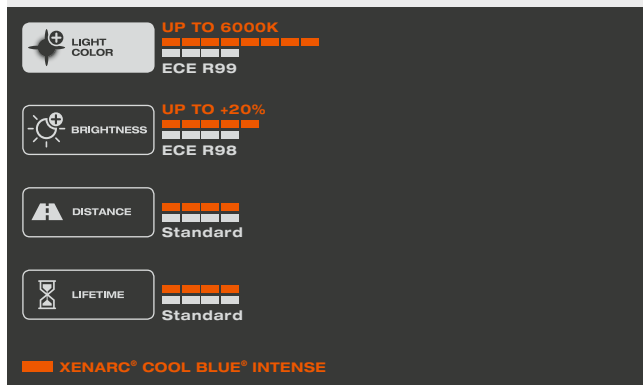 UP TO 6000K
LIGHT
COLOR
ECE R99
UP TO +20%
BRIGHTNESS
ECE R98
DISTANCE
Standard
LIFETIME
Standard
XENARC® COOL BLUE® INTENSE